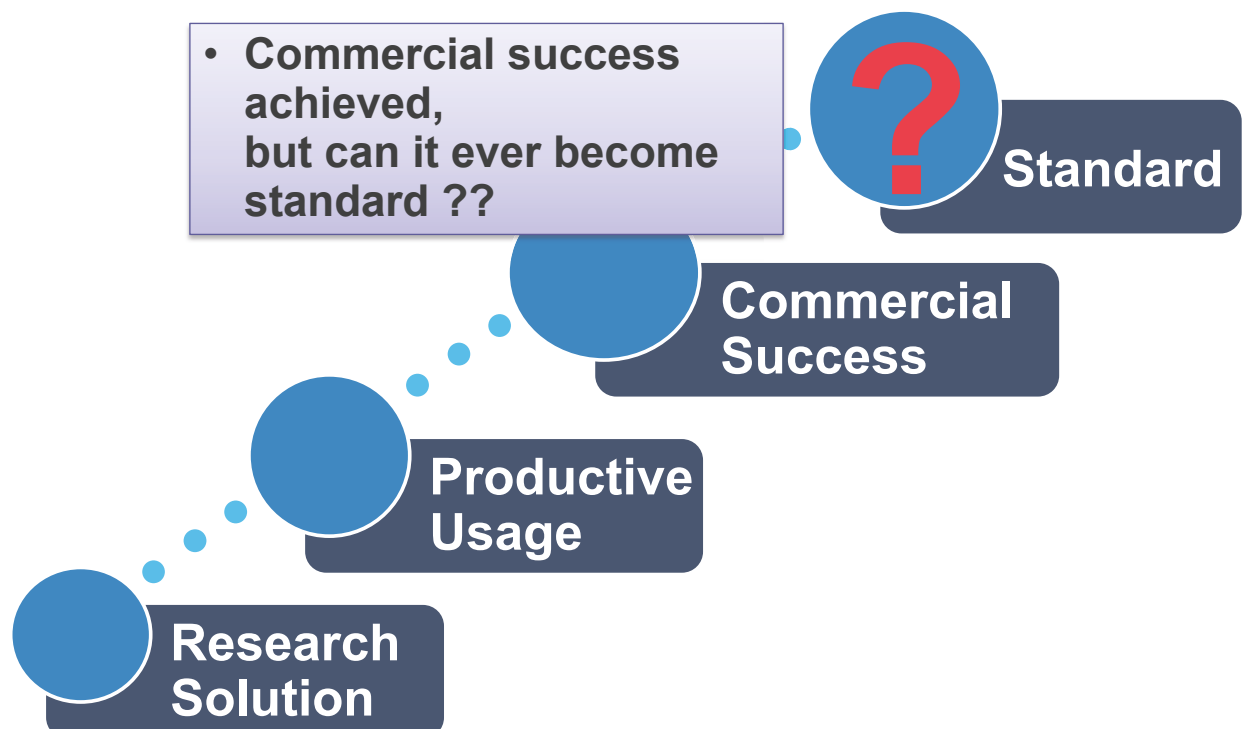 • Commercial success
achieved,
but can it ever become
standard ??
?
Standard
Commercial
Success
Productive
Usage
Research
Solution